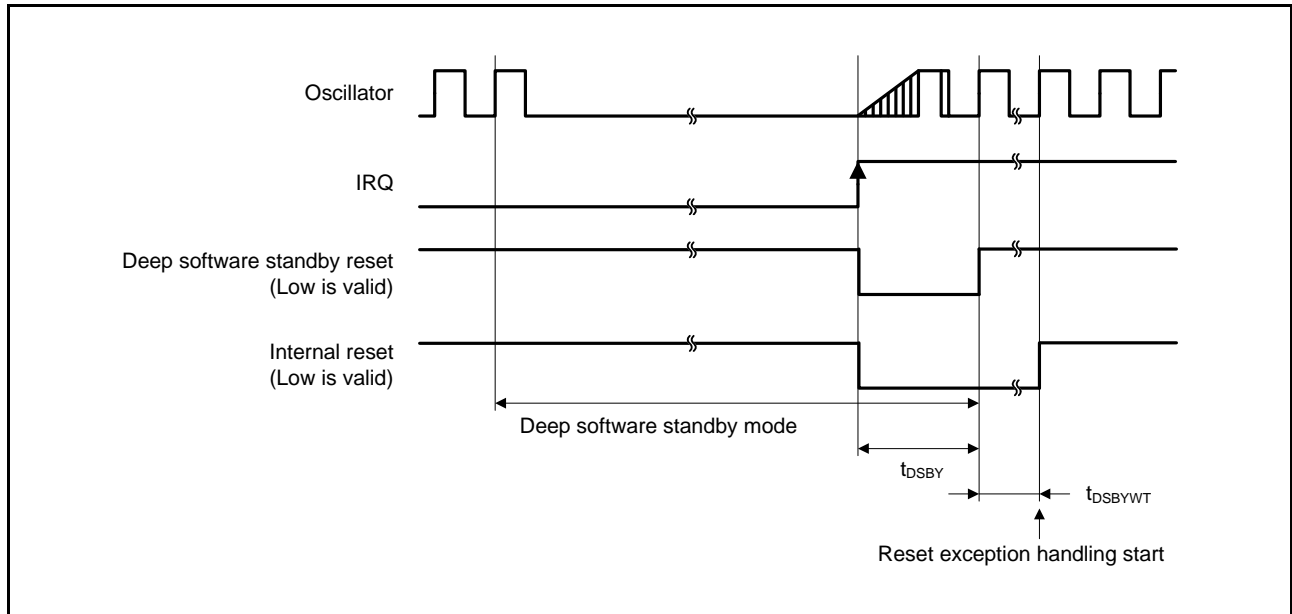 Oscillator
IRQ
Deep software standby reset
(Low is valid)
Internal reset
(Low is valid)
Deep software standby mode
tDSBY
tDSBYWT
Reset exception handling start